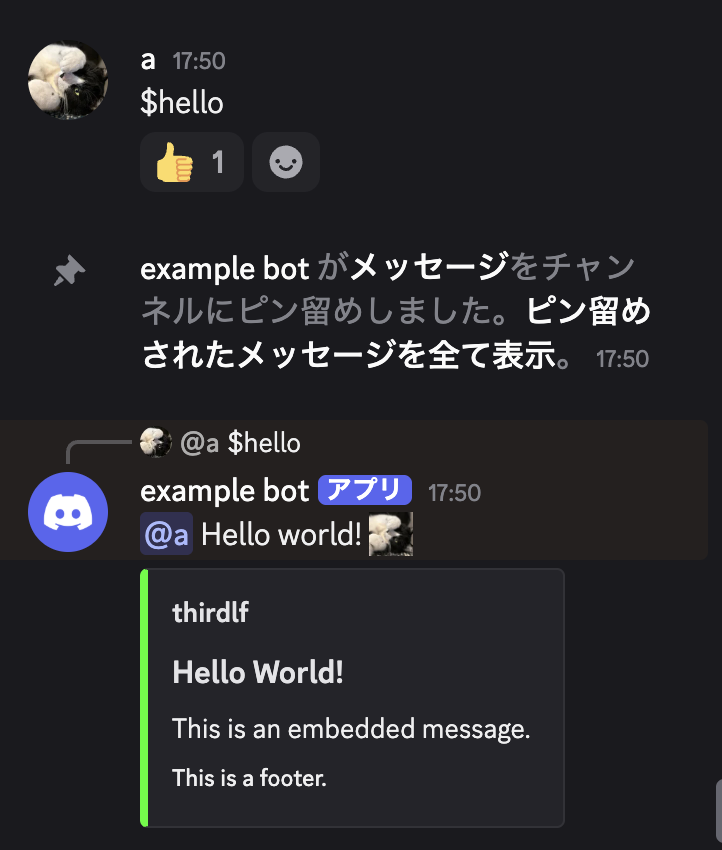 a 17:50
$hello
1
example bot がメッセージをチャン
ネルにピン留めしました。ピン留め
されたメッセージを全て表示。 17:50
@a $hello
example bot アプリ 17:50
@a Hello world!
thirdlf
Hello World!
This is an embedded message.
This is a footer.